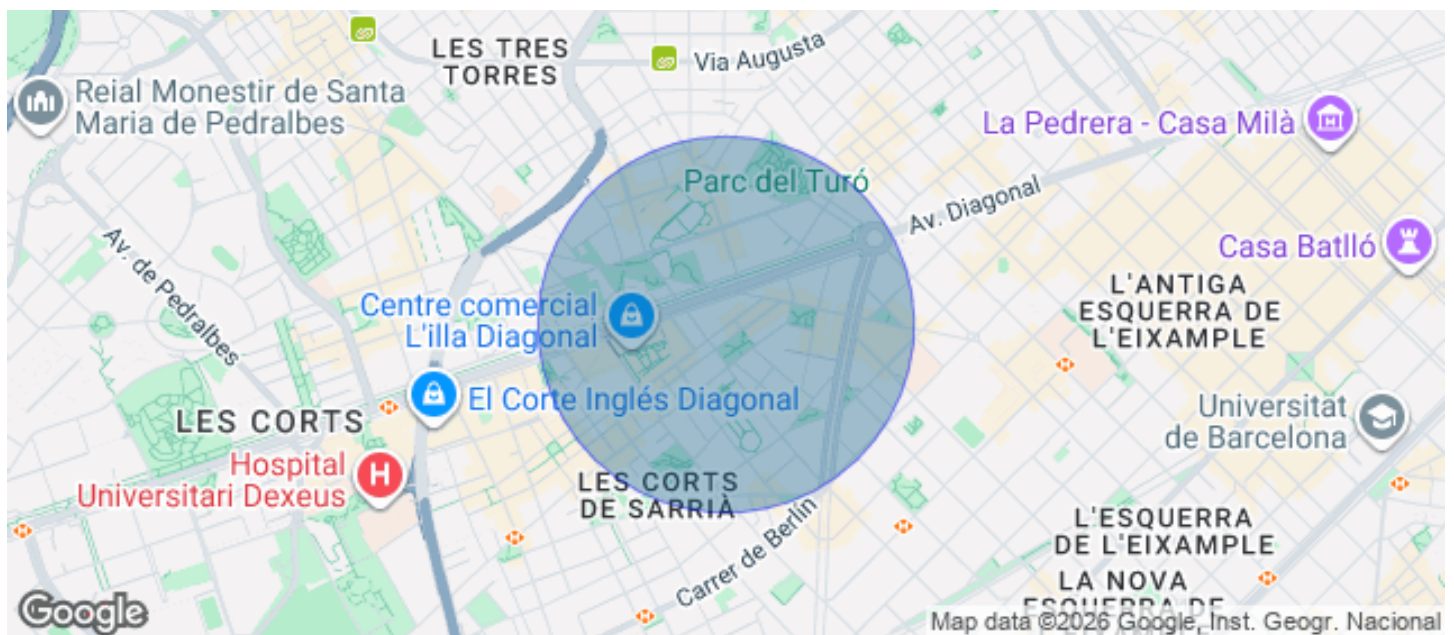 LES TRES
TORRES
Via Augusta
Reial Monestir de Santa
Maria de Pedralbes
La Pedrera - Casa Milà
Parc del Turó
Av. Diagonal
Av. de Pedralbes
Casa Batlló
L'ANTIGA
ESQUERRA DE
L'EIXAMPLE
Centre comercial
L'illa Diagonal
El Corte Inglés Diagonal
LES CORTS
Universitat
de Barcelona
Hospital
Universitari Dexeus
H
LES CORTS
DE SARRIÀ
Carrer de Berlín
L'ESQUERRA
DE L'EIXAMPLE
LA NOVA
ESQUERRA DE
Google
Map data ©2026 Google, Inst. Geogr. Nacional